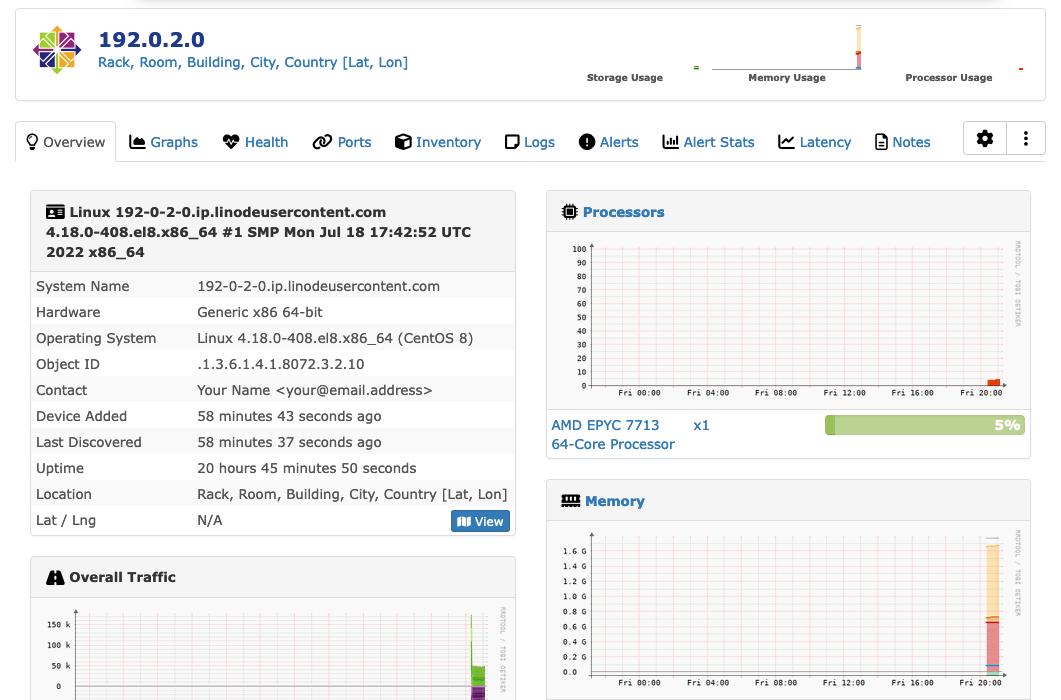 192.0.2.0
Rack, Room, Building, City, Country [Lat, Lon]
Storage Usage
Memory Usage
Processor Usage
Overview
Graphs
Health
Ports
Inventory
Logs
Alerts
Alert Stats
Latency
Notes
Linux 192-0-2-0.ip.linodeusercontent.com
4.18.0-408.el8.x86_64 #1 SMP Mon Jul 18 17:42:52 UTC
2022 x86_64
System Name 192-0-2-0.ip.linodeusercontent.com
Hardware Generic x86 64-bit
Operating System Linux 4.18.0-408.el8.x86_64 (CentOS 8)
Object ID .1.3.6.1.4.1.8072.3.2.10
Contact Your Name <your@email.address>
Device Added 58 minutes 43 seconds ago
Last Discovered 58 minutes 37 seconds ago
Uptime 20 hours 45 minutes 50 seconds
Location Rack, Room, Building, City, Country [Lat, Lon]
Lat / Lng N/A View
Overall Traffic
150 k
100 k
50 k
0
RRDTOOL / TOBI OETIKER
Processors
100
90
80
70
60
50
40
30
20
10
0
Fri 00:00 Fri 04:00 Fri 08:00 Fri 12:00 Fri 16:00 Fri 20:00
RRDTOOL / TOBI OETIKER
AMD EPYC 7713 x1 5%
64-Core Processor
Memory
1.6 G
1.4 G
1.2 G
1.0 G
0.8 G
0.6 G
0.4 G
0.2 G
0.0
Fri 00:00 Fri 04:00 Fri 08:00 Fri 12:00 Fri 16:00 Fri 20:00
RRDTOOL / TOBI OETIKER